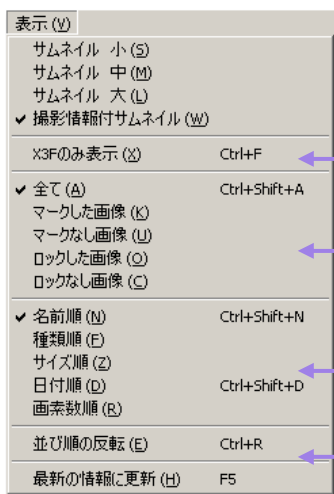 表示(V)
サムネイル 小(S)
サムネイル 中(M)
サムネイル 大(L)
撮影情報付サムネイル(W)
X3Fのみ表示(X) Ctrl+F
全て(A) Ctrl+Shift+A
マークした画像(K)
マークなし画像(U)
ロックした画像(O)
ロックなし画像(C)
名前順(N) Ctrl+Shift+N
種類順(F)
サイズ順(Z)
日付順(D) Ctrl+Shift+D
画素数順(R)
並び順の反転(E) Ctrl+R
最新の情報に更新(H) F5